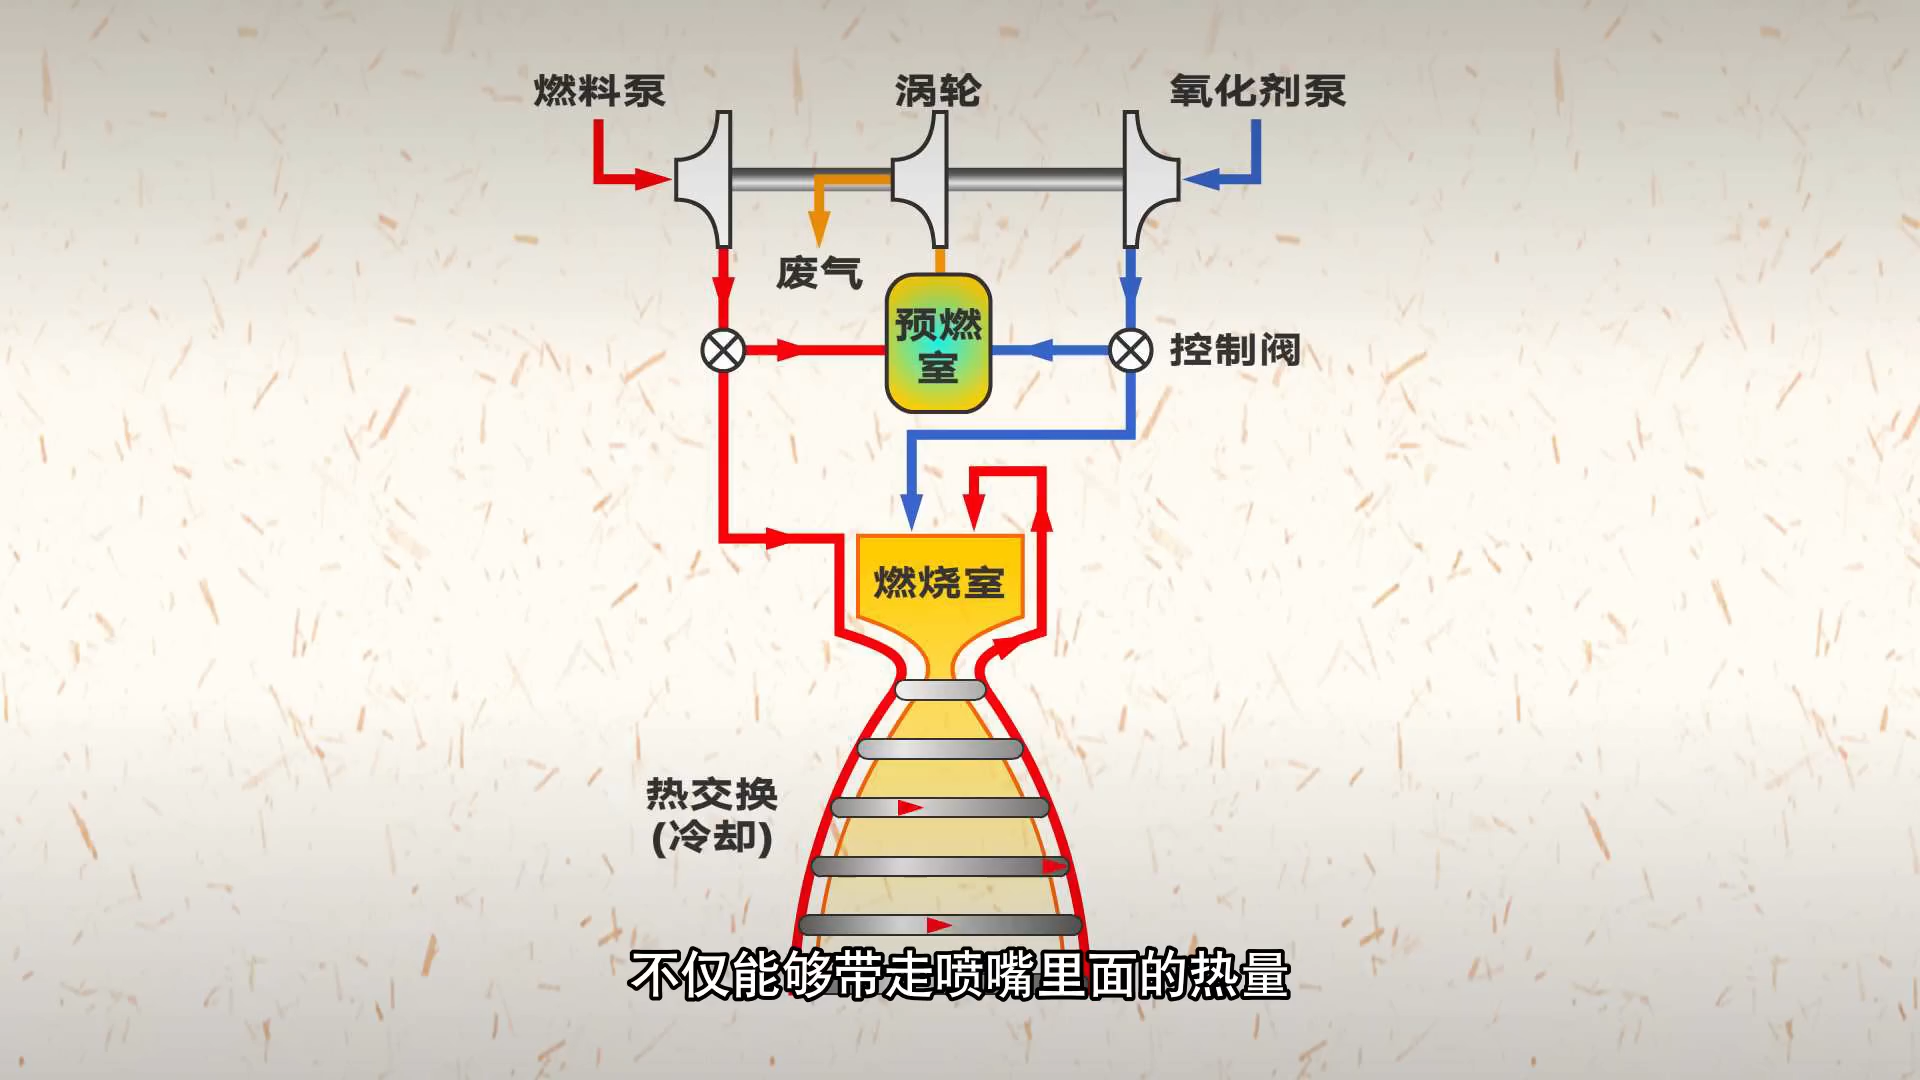 燃料泵
涡轮
氧化剂泵
废气
预燃
室
控制阀
燃烧室
热交换
(冷却)
不仅能够带走喷嘴里面的热量